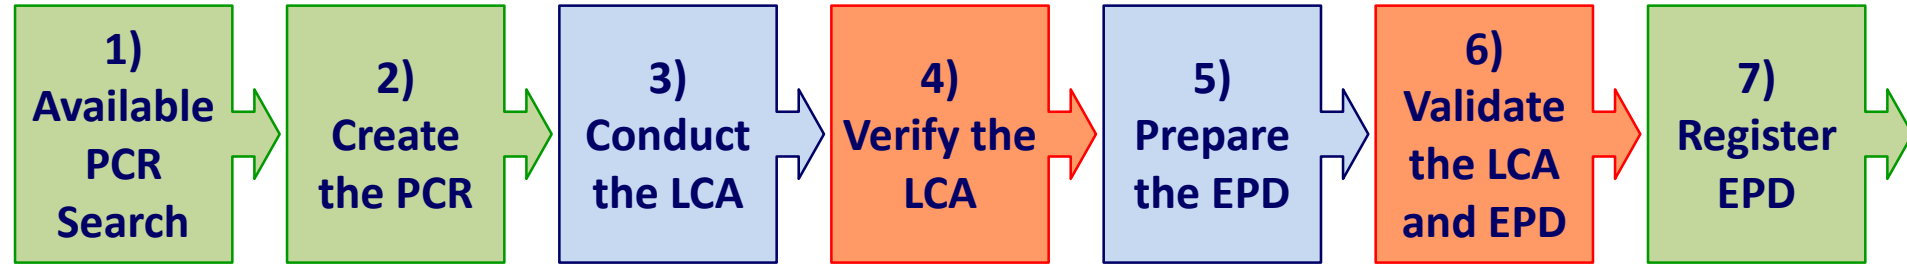 1)
Available
PCR
Search
2)
Create
the PCR
3)
Conduct
the LCA
4)
Verify the
LCA
5)
Prepare
the EPD
6)
Validate
the LCA
and EPD
7)
Register
EPD